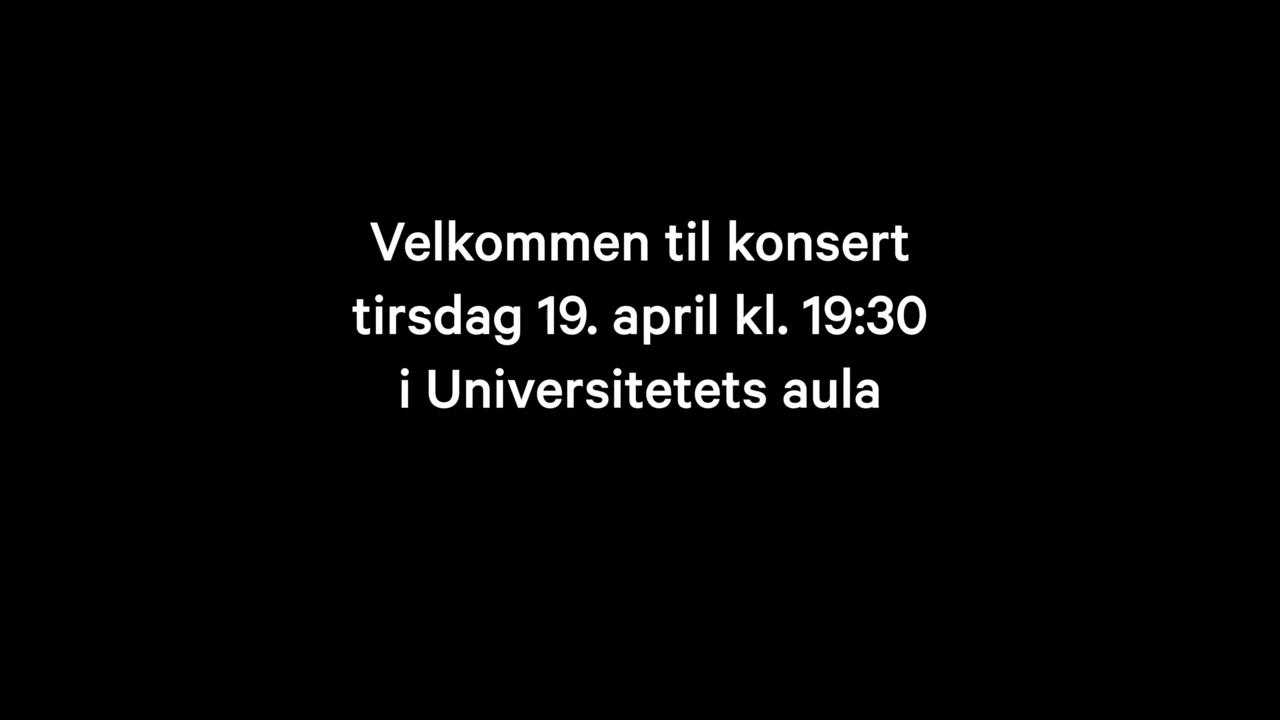 Velkommen til konsert
tirsdag 19. april kl. 19:30
i Universitetets aula